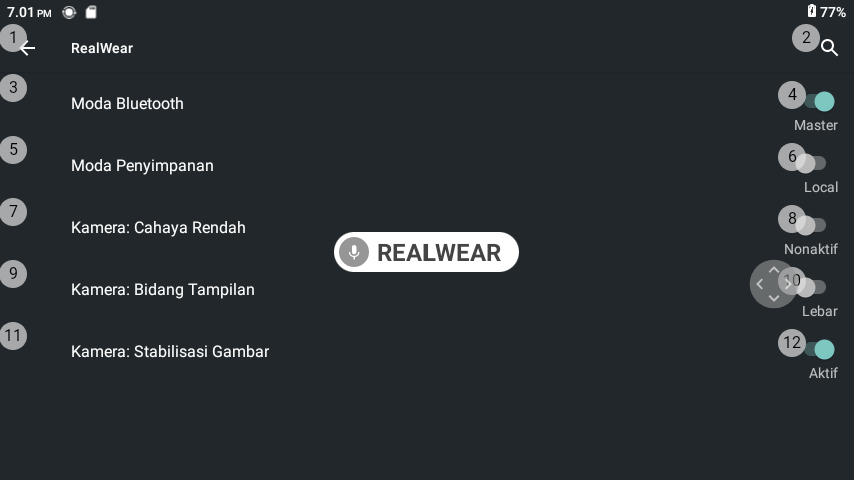 7.01 PM 77%
1 RealWear 2
3 Moda Bluetooth 4
Master
5 Moda Penyimpanan 6
Local
7 Kamera: Cahaya Rendah 8
Nonaktif
REALWEAR
9 Kamera: Bidang Tampilan 10
Lebar
11 Kamera: Stabilisasi Gambar 12
Aktif